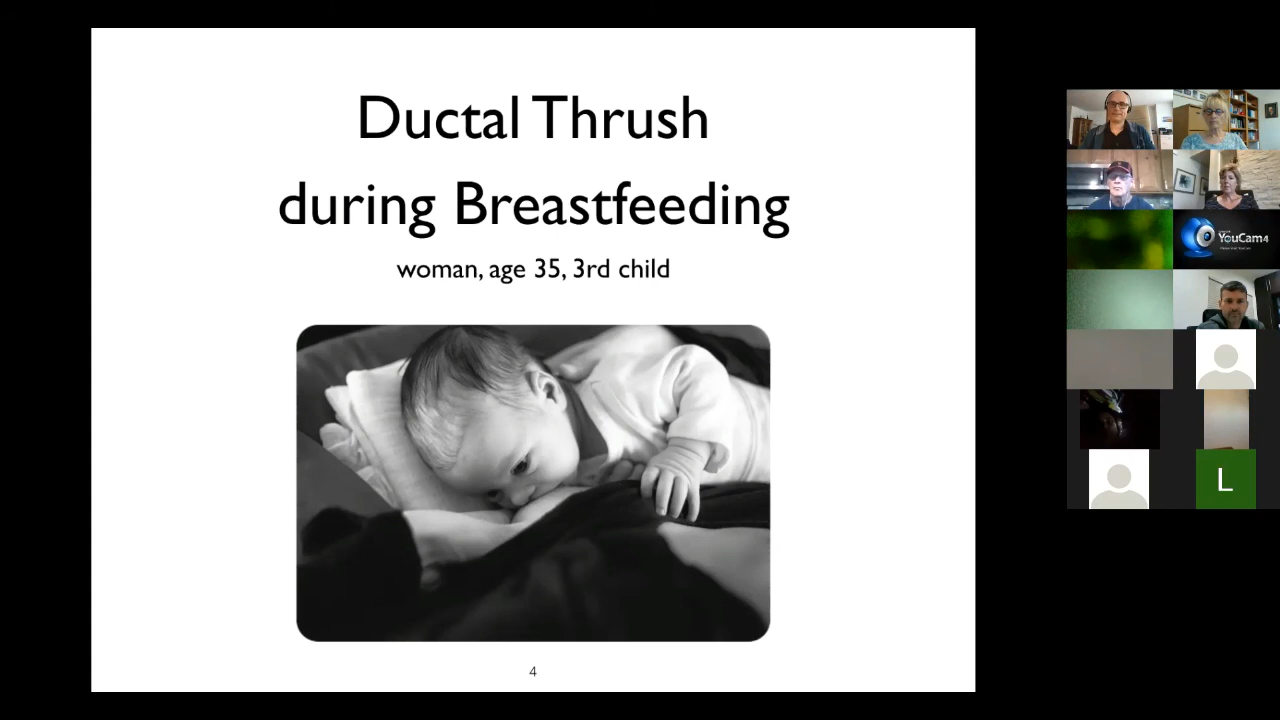 Ductal Thrush
during Breastfeeding
woman, age 35, 3rd child
4
YouCam4
L